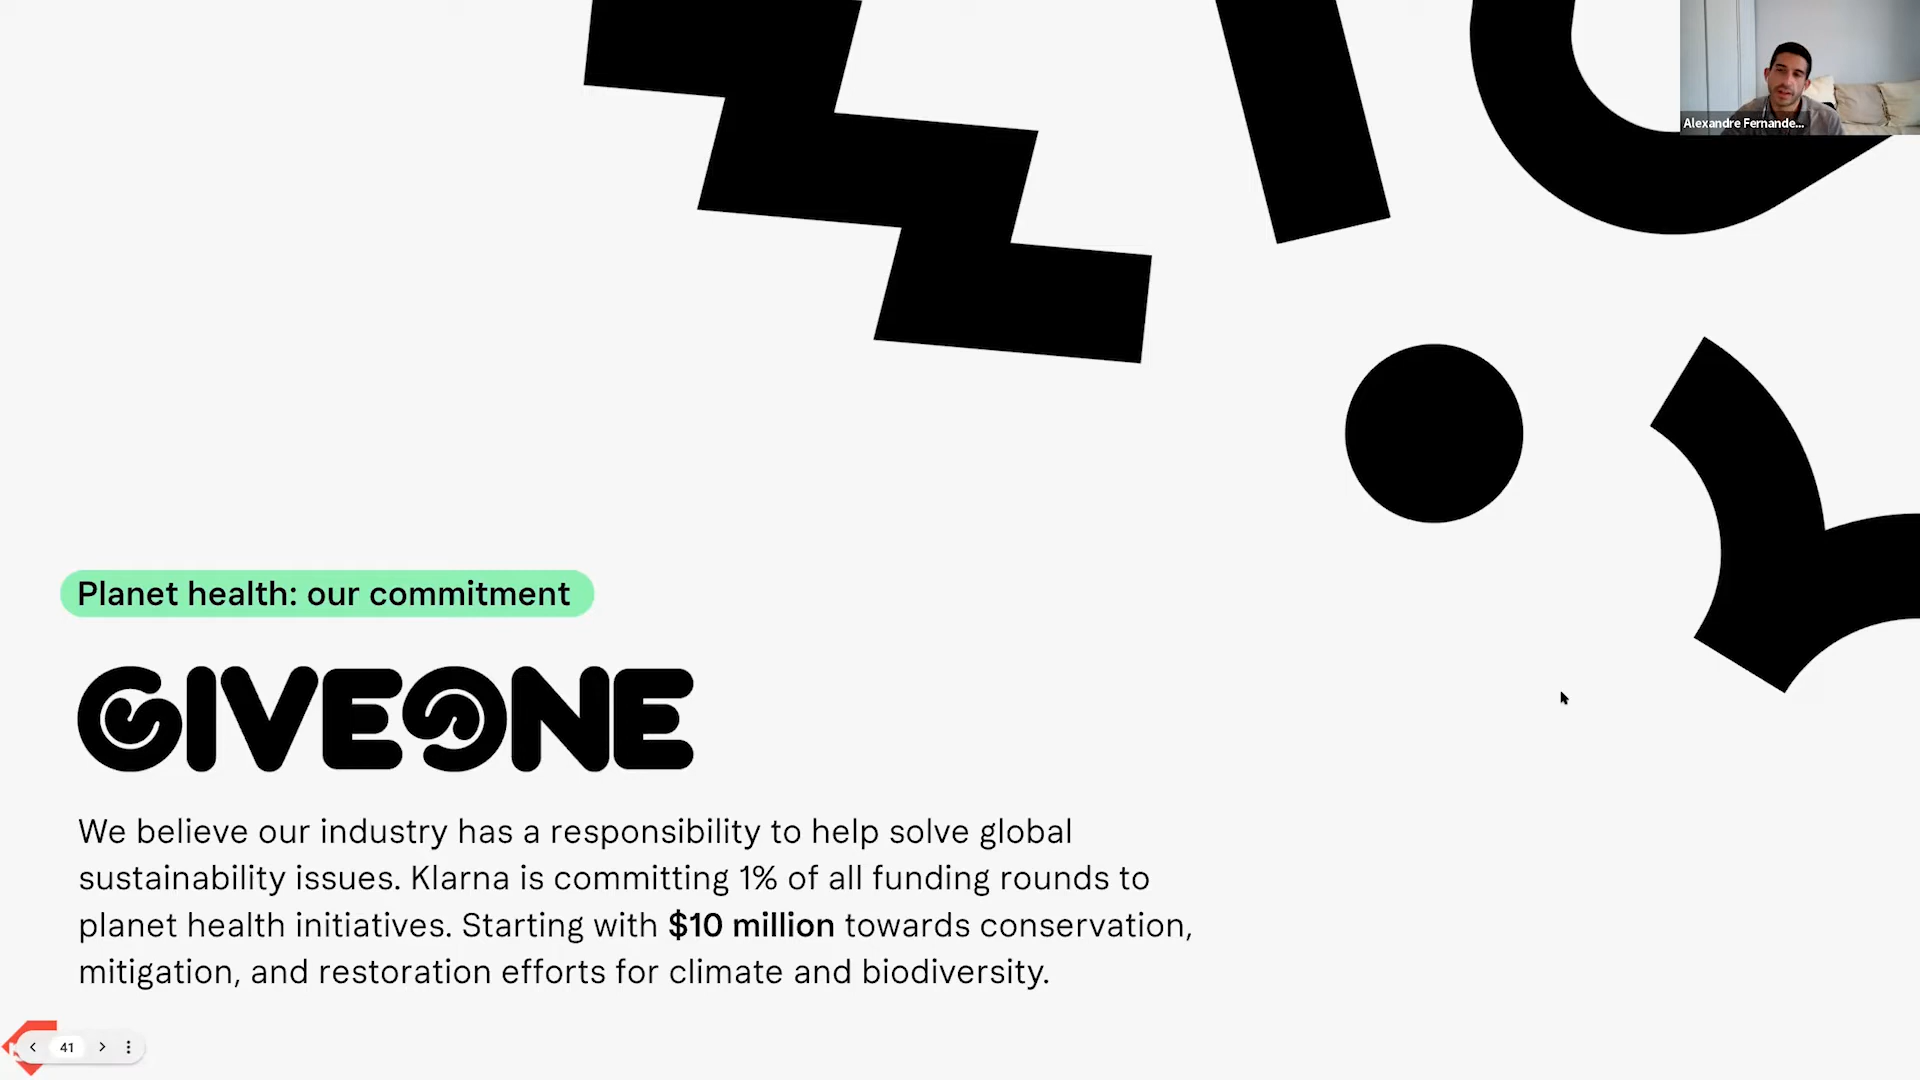 Alexandre Fernande...
Planet health: our commitment
GIVEONE
We believe our industry has a responsibility to help solve global
sustainability issues. Klarna is committing 1% of all funding rounds to
planet health initiatives. Starting with $10 million towards conservation,
mitigation, and restoration efforts for climate and biodiversity.
41